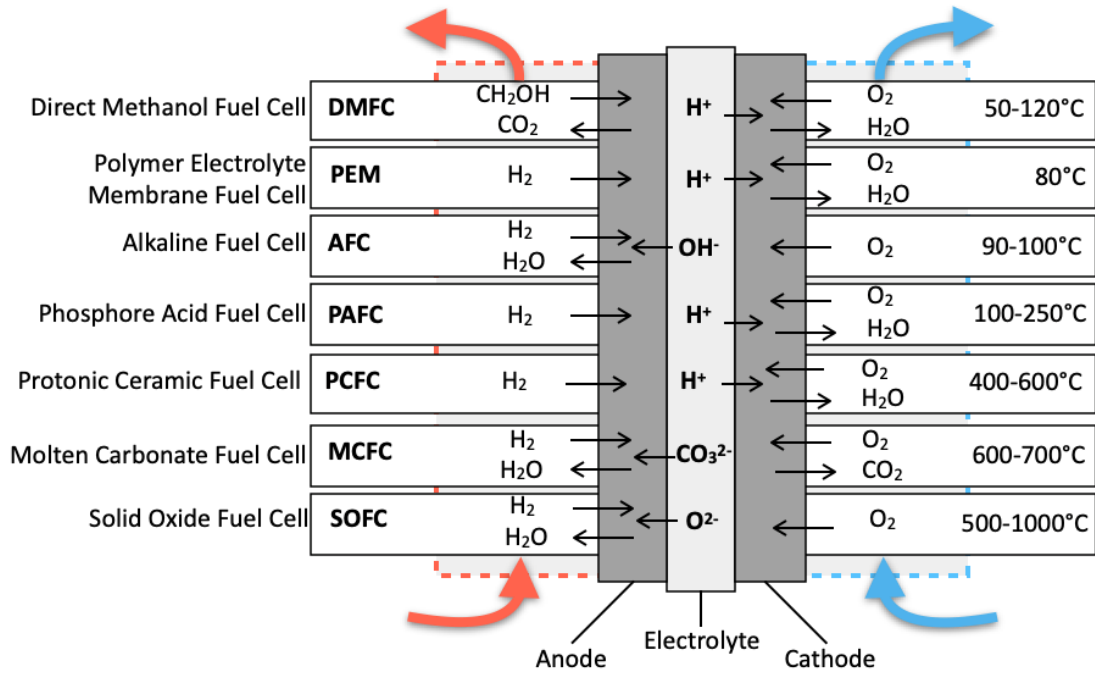 Direct Methanol Fuel Cell DMFC CH₂OH H⁺ O₂ 50-120°C
CO₂ H₂O
Polymer Electrolyte
Membrane Fuel Cell PEM H₂ H⁺ O₂ 80°C
H₂O
Alkaline Fuel Cell AFC H₂ OH⁻ O₂ 90-100°C
H₂O
Phosphore Acid Fuel Cell PAFC H₂ H⁺ O₂ 100-250°C
H₂O
Protonic Ceramic Fuel Cell PCFC H₂ H⁺ O₂ 400-600°C
H₂O
Molten Carbonate Fuel Cell MCFC H₂ CO₃²⁻ O₂ 600-700°C
H₂O CO₂
Solid Oxide Fuel Cell SOFC H₂ O²⁻ O₂ 500-1000°C
H₂O
Anode Electrolyte Cathode